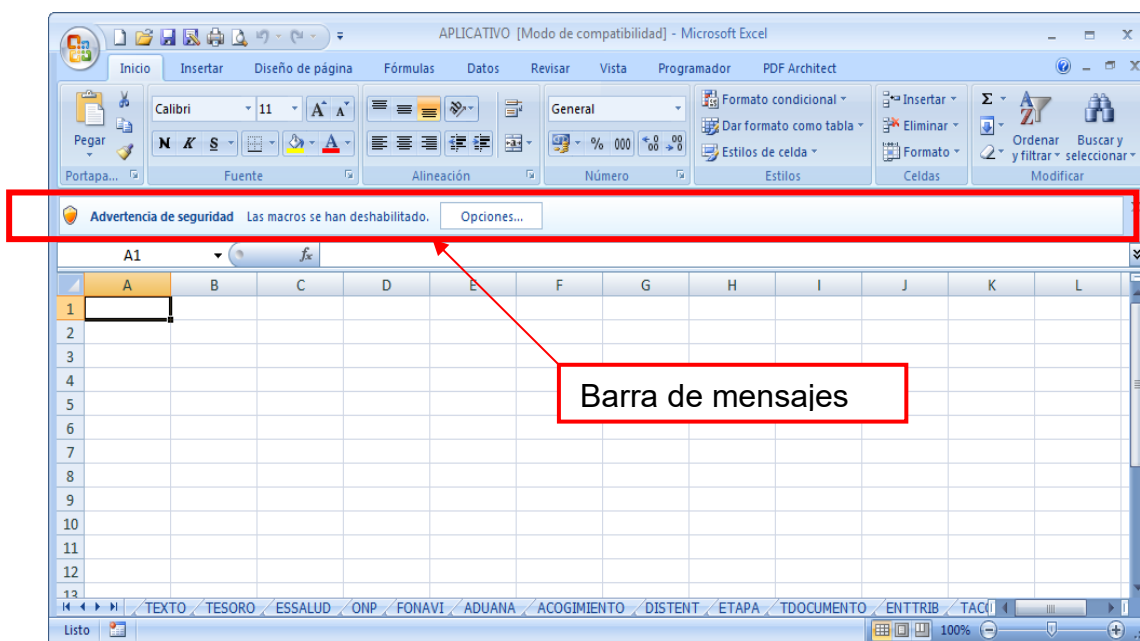 APLICATIVO [Modo de compatibilidad] - Microsoft Excel
Inicio Insertar Diseño de página Fórmulas Datos Revisar Vista Programador PDF Architect
Pegar
Calibri 11
N K S
General
% 000
Formato condicional
Dar formato como tabla
Estilos de celda
Insertar
Eliminar
Formato
Σ
Ordenar y filtrar
Buscar y seleccionar
Portapa... Fuente Alineación Número Estilos Celdas Modificar
Advertencia de seguridad Las macros se han deshabilitado. Opciones...
A1 fx
A B C D E F G H I J K L
1
2
3
4
5
6
7
8
9
10
11
12
13
Barra de mensajes
TEXTO TESORO ESSALUD ONP FONAVI ADUANA ACOGIMIENTO DISTENT ETAPA TDOCUMENTO ENTTRIB
Listo 100%